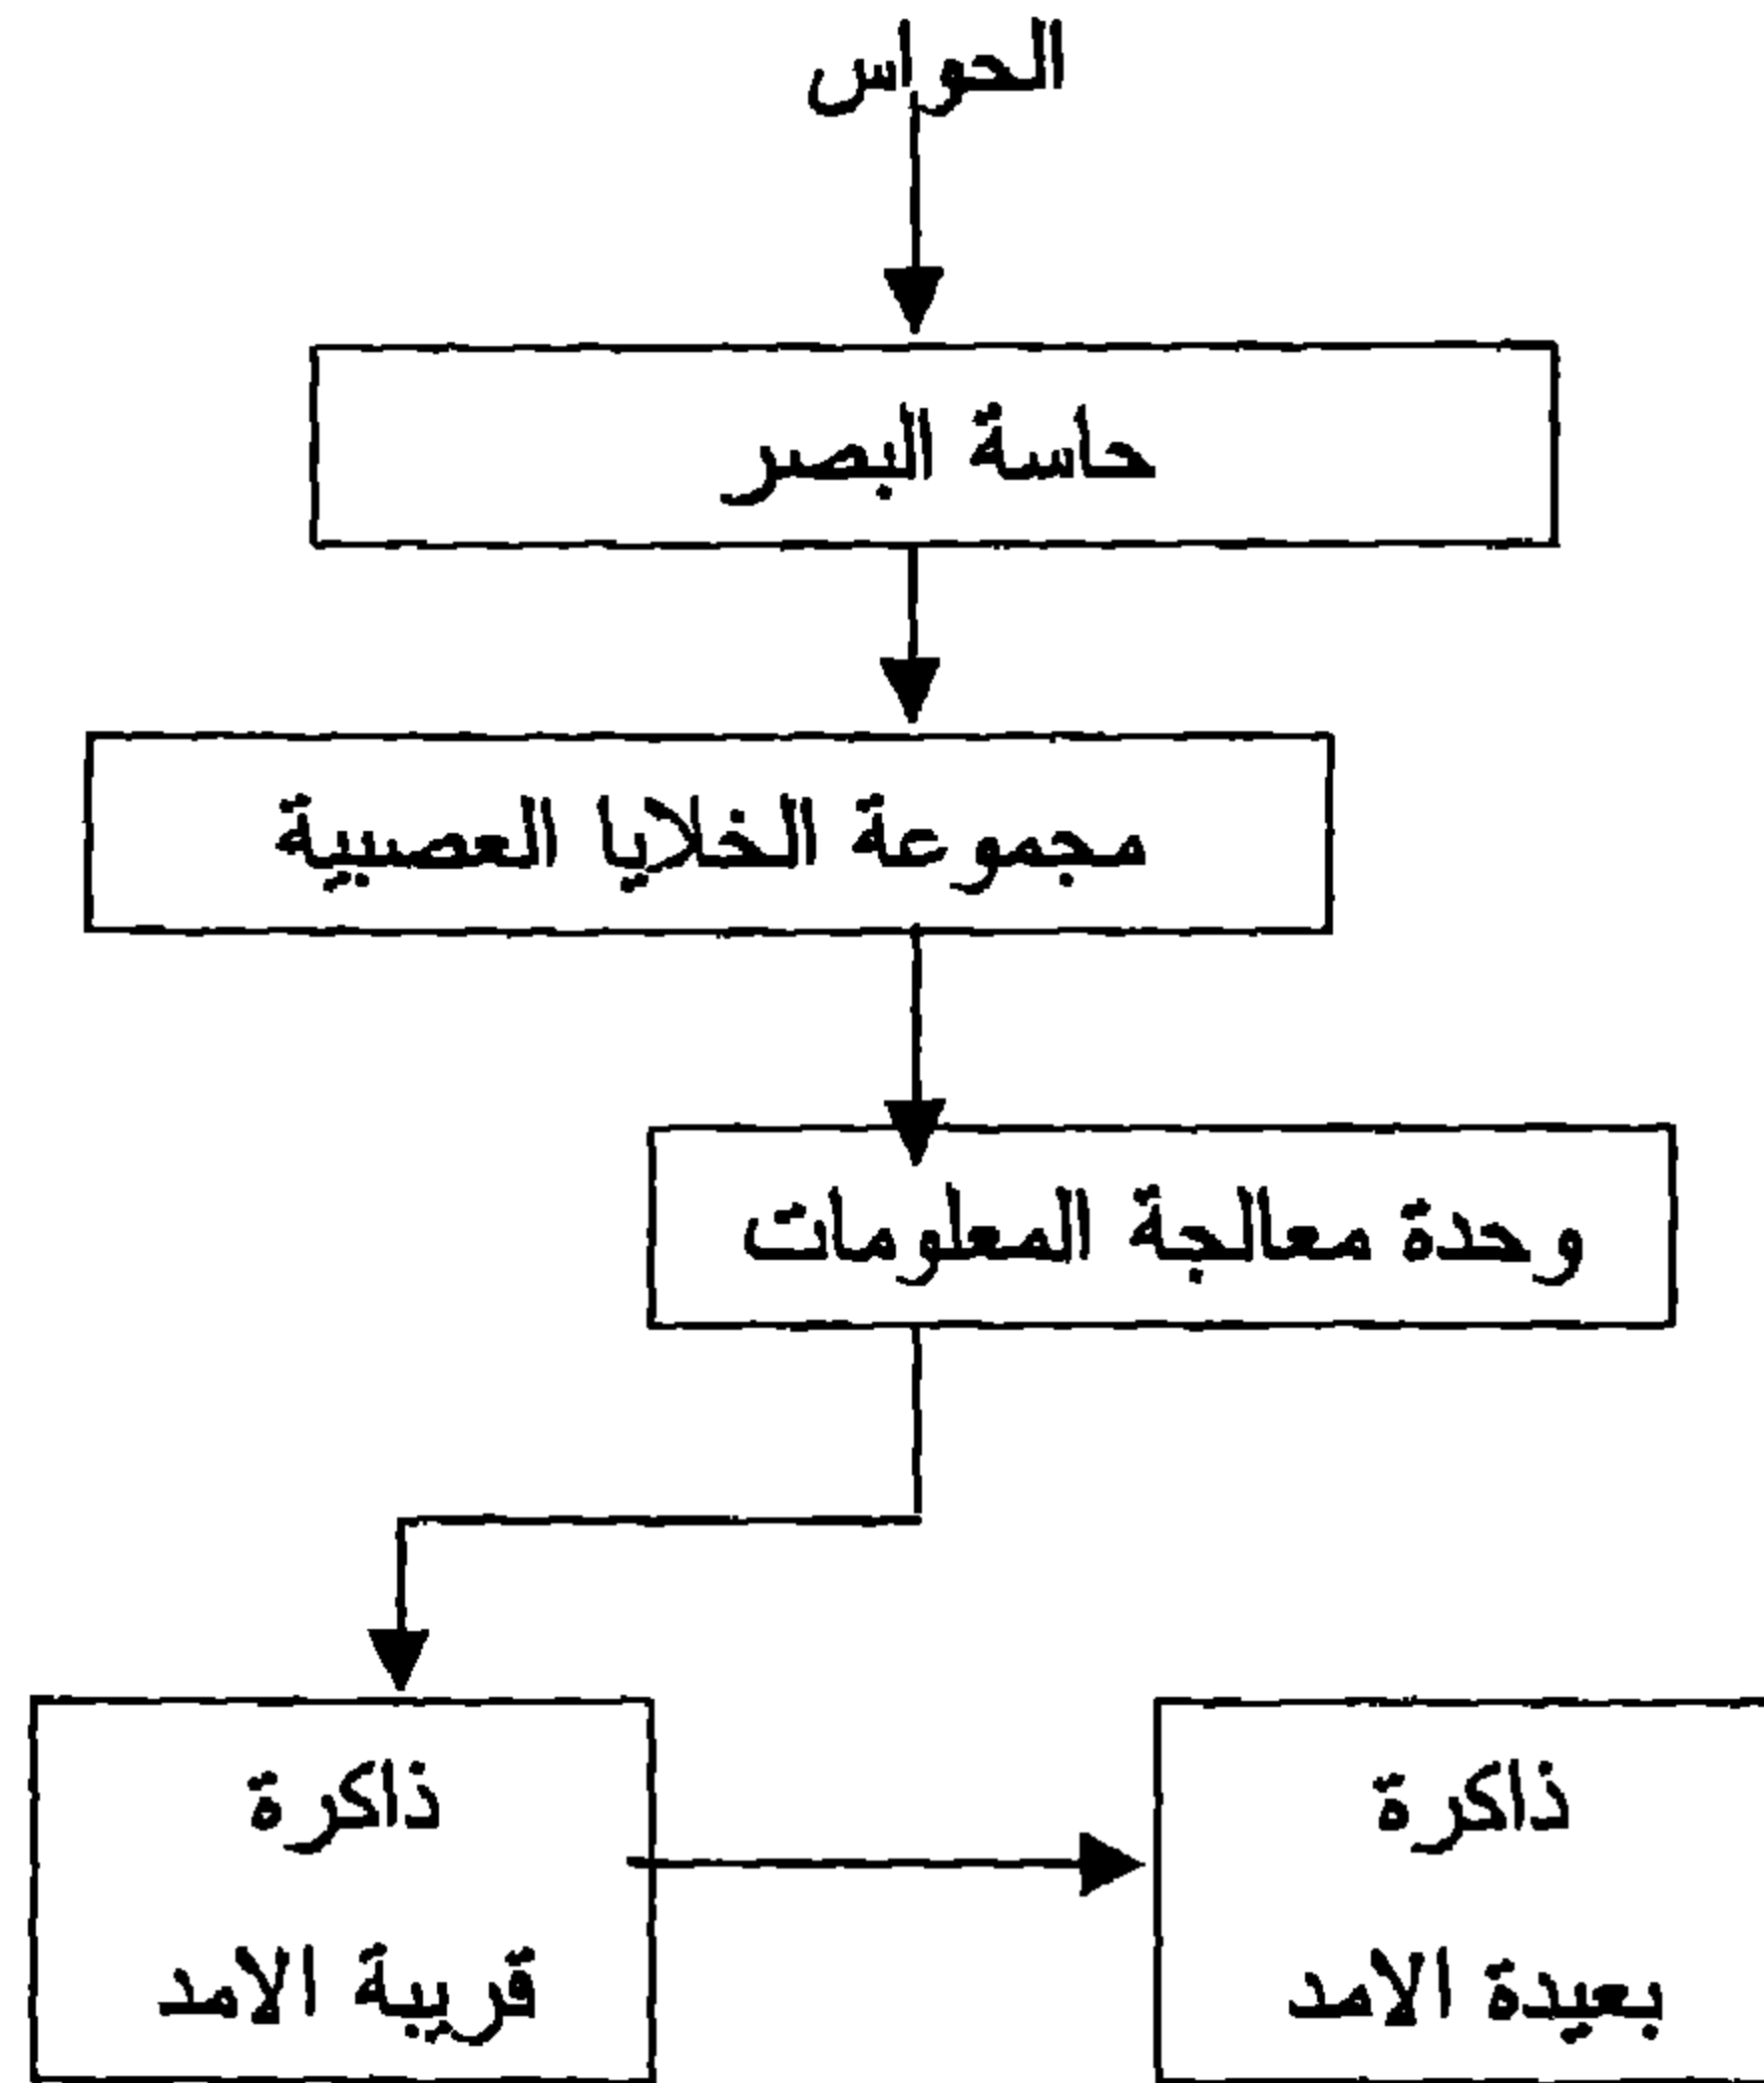 الحواس
حاسة البصر
مجموعة الخلايا العصبية
وحدة معالجة المعلومات
ذاكرة
بعيدة الامد
ذاكرة
قريبة الامد